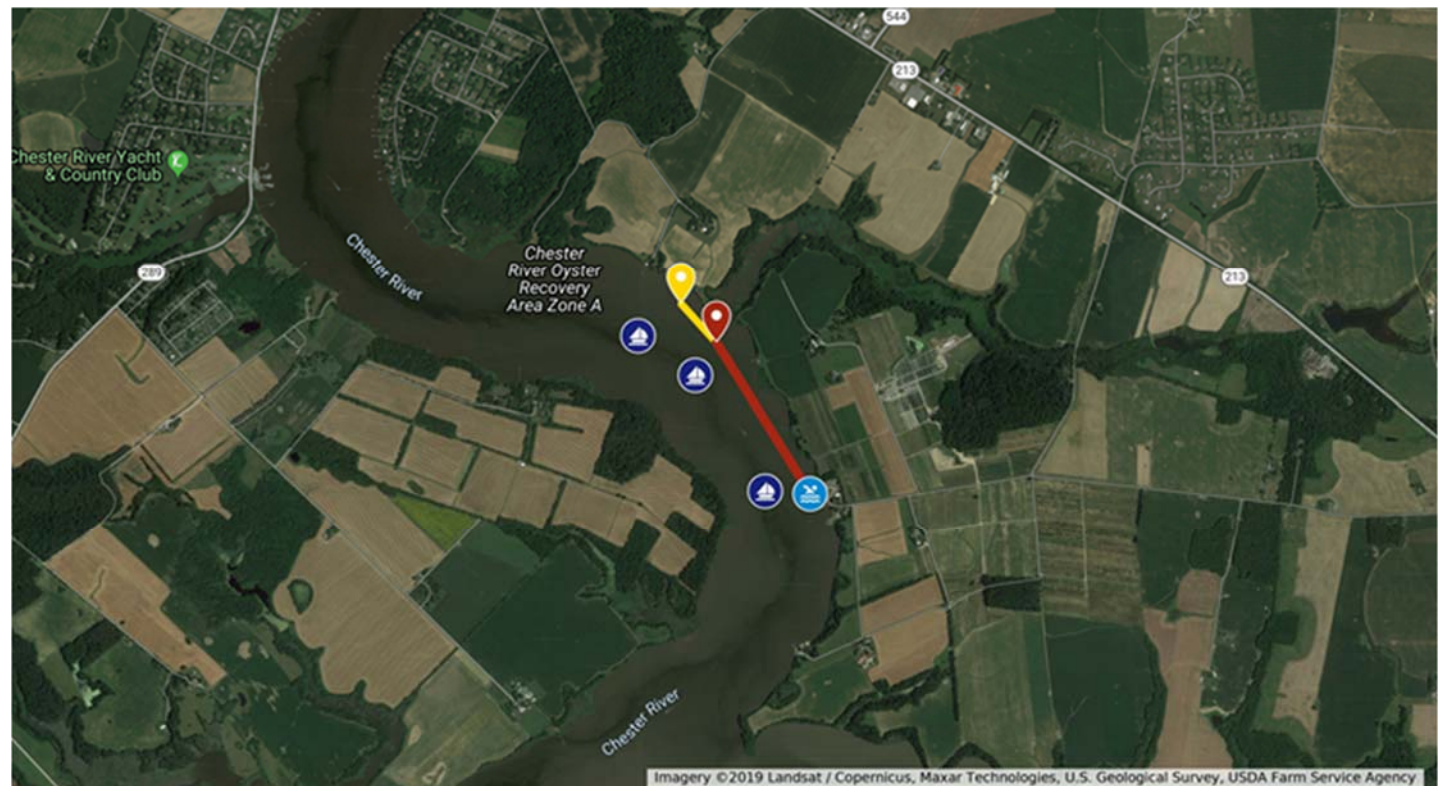 544
213
Chester River Yacht
& Country Club
Chester River
Chester
River Oyster
Recovery
Area Zone A
289
213
Chester River
Imagery ©2019 Landsat / Copernicus, Maxar Technologies, U.S. Geological Survey, USDA Farm Service Agency